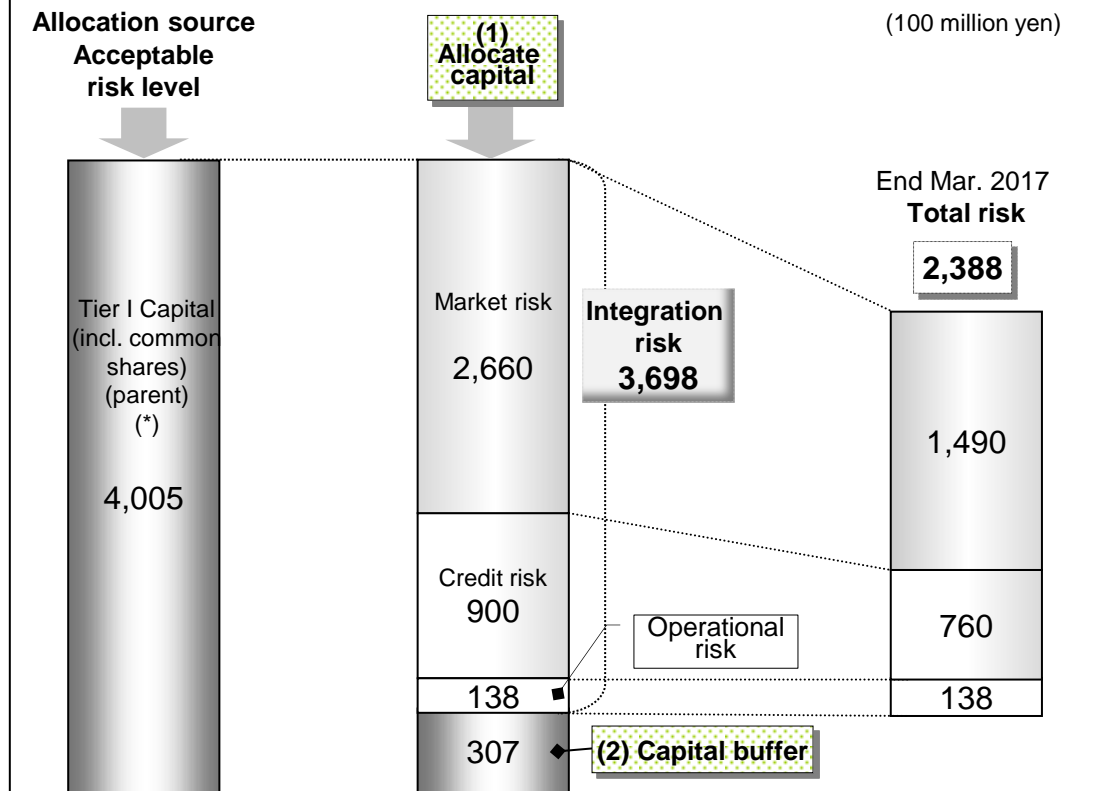 Allocation source
Acceptable
risk level
(1)
Allocate
capital
(100 million yen)
End Mar. 2017
Total risk
2,388
Tier I Capital
(incl. common
shares)
(parent)
(*)
4,005
Market risk
2,660
Integration
risk
3,698
1,490
Credit risk
900
Operational
risk
760
138
138
307
(2) Capital buffer